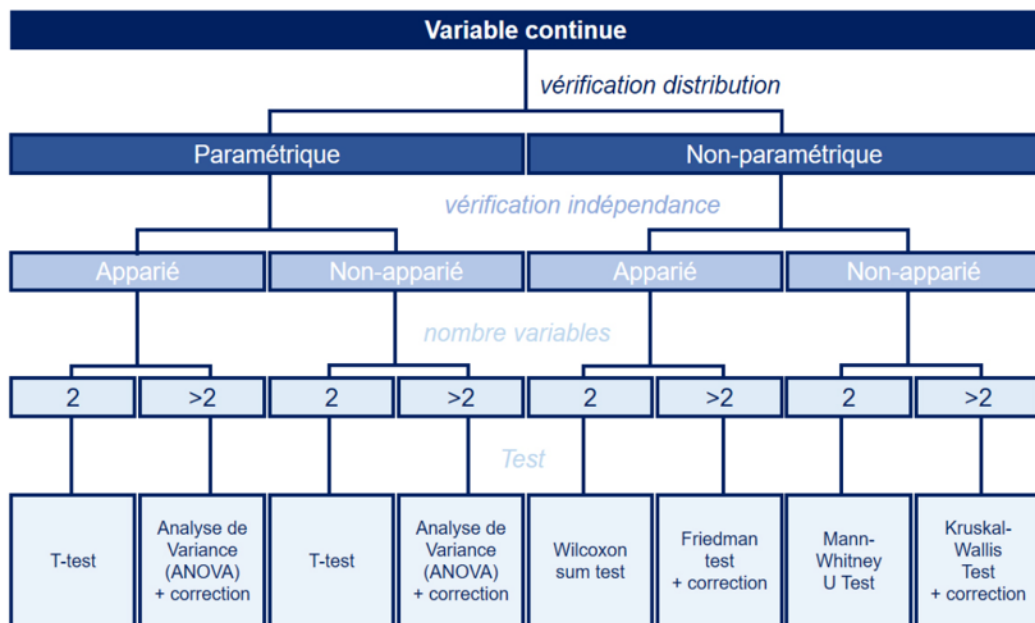 Variable continue
vérification distribution
Paramétrique
Non-paramétrique
vérification indépendance
Apparié
Non-apparié
Apparié
Non-apparié
nombre variables
2
>2
2
>2
2
>2
2
>2
Test
T-test
Analyse de
Variance
(ANOVA)
+ correction
T-test
Analyse de
Variance
(ANOVA)
+ correction
Wilcoxon
sum test
Friedman
test
+ correction
Mann-
Whitney
U Test
Kruskal-
Wallis
Test
+ correction